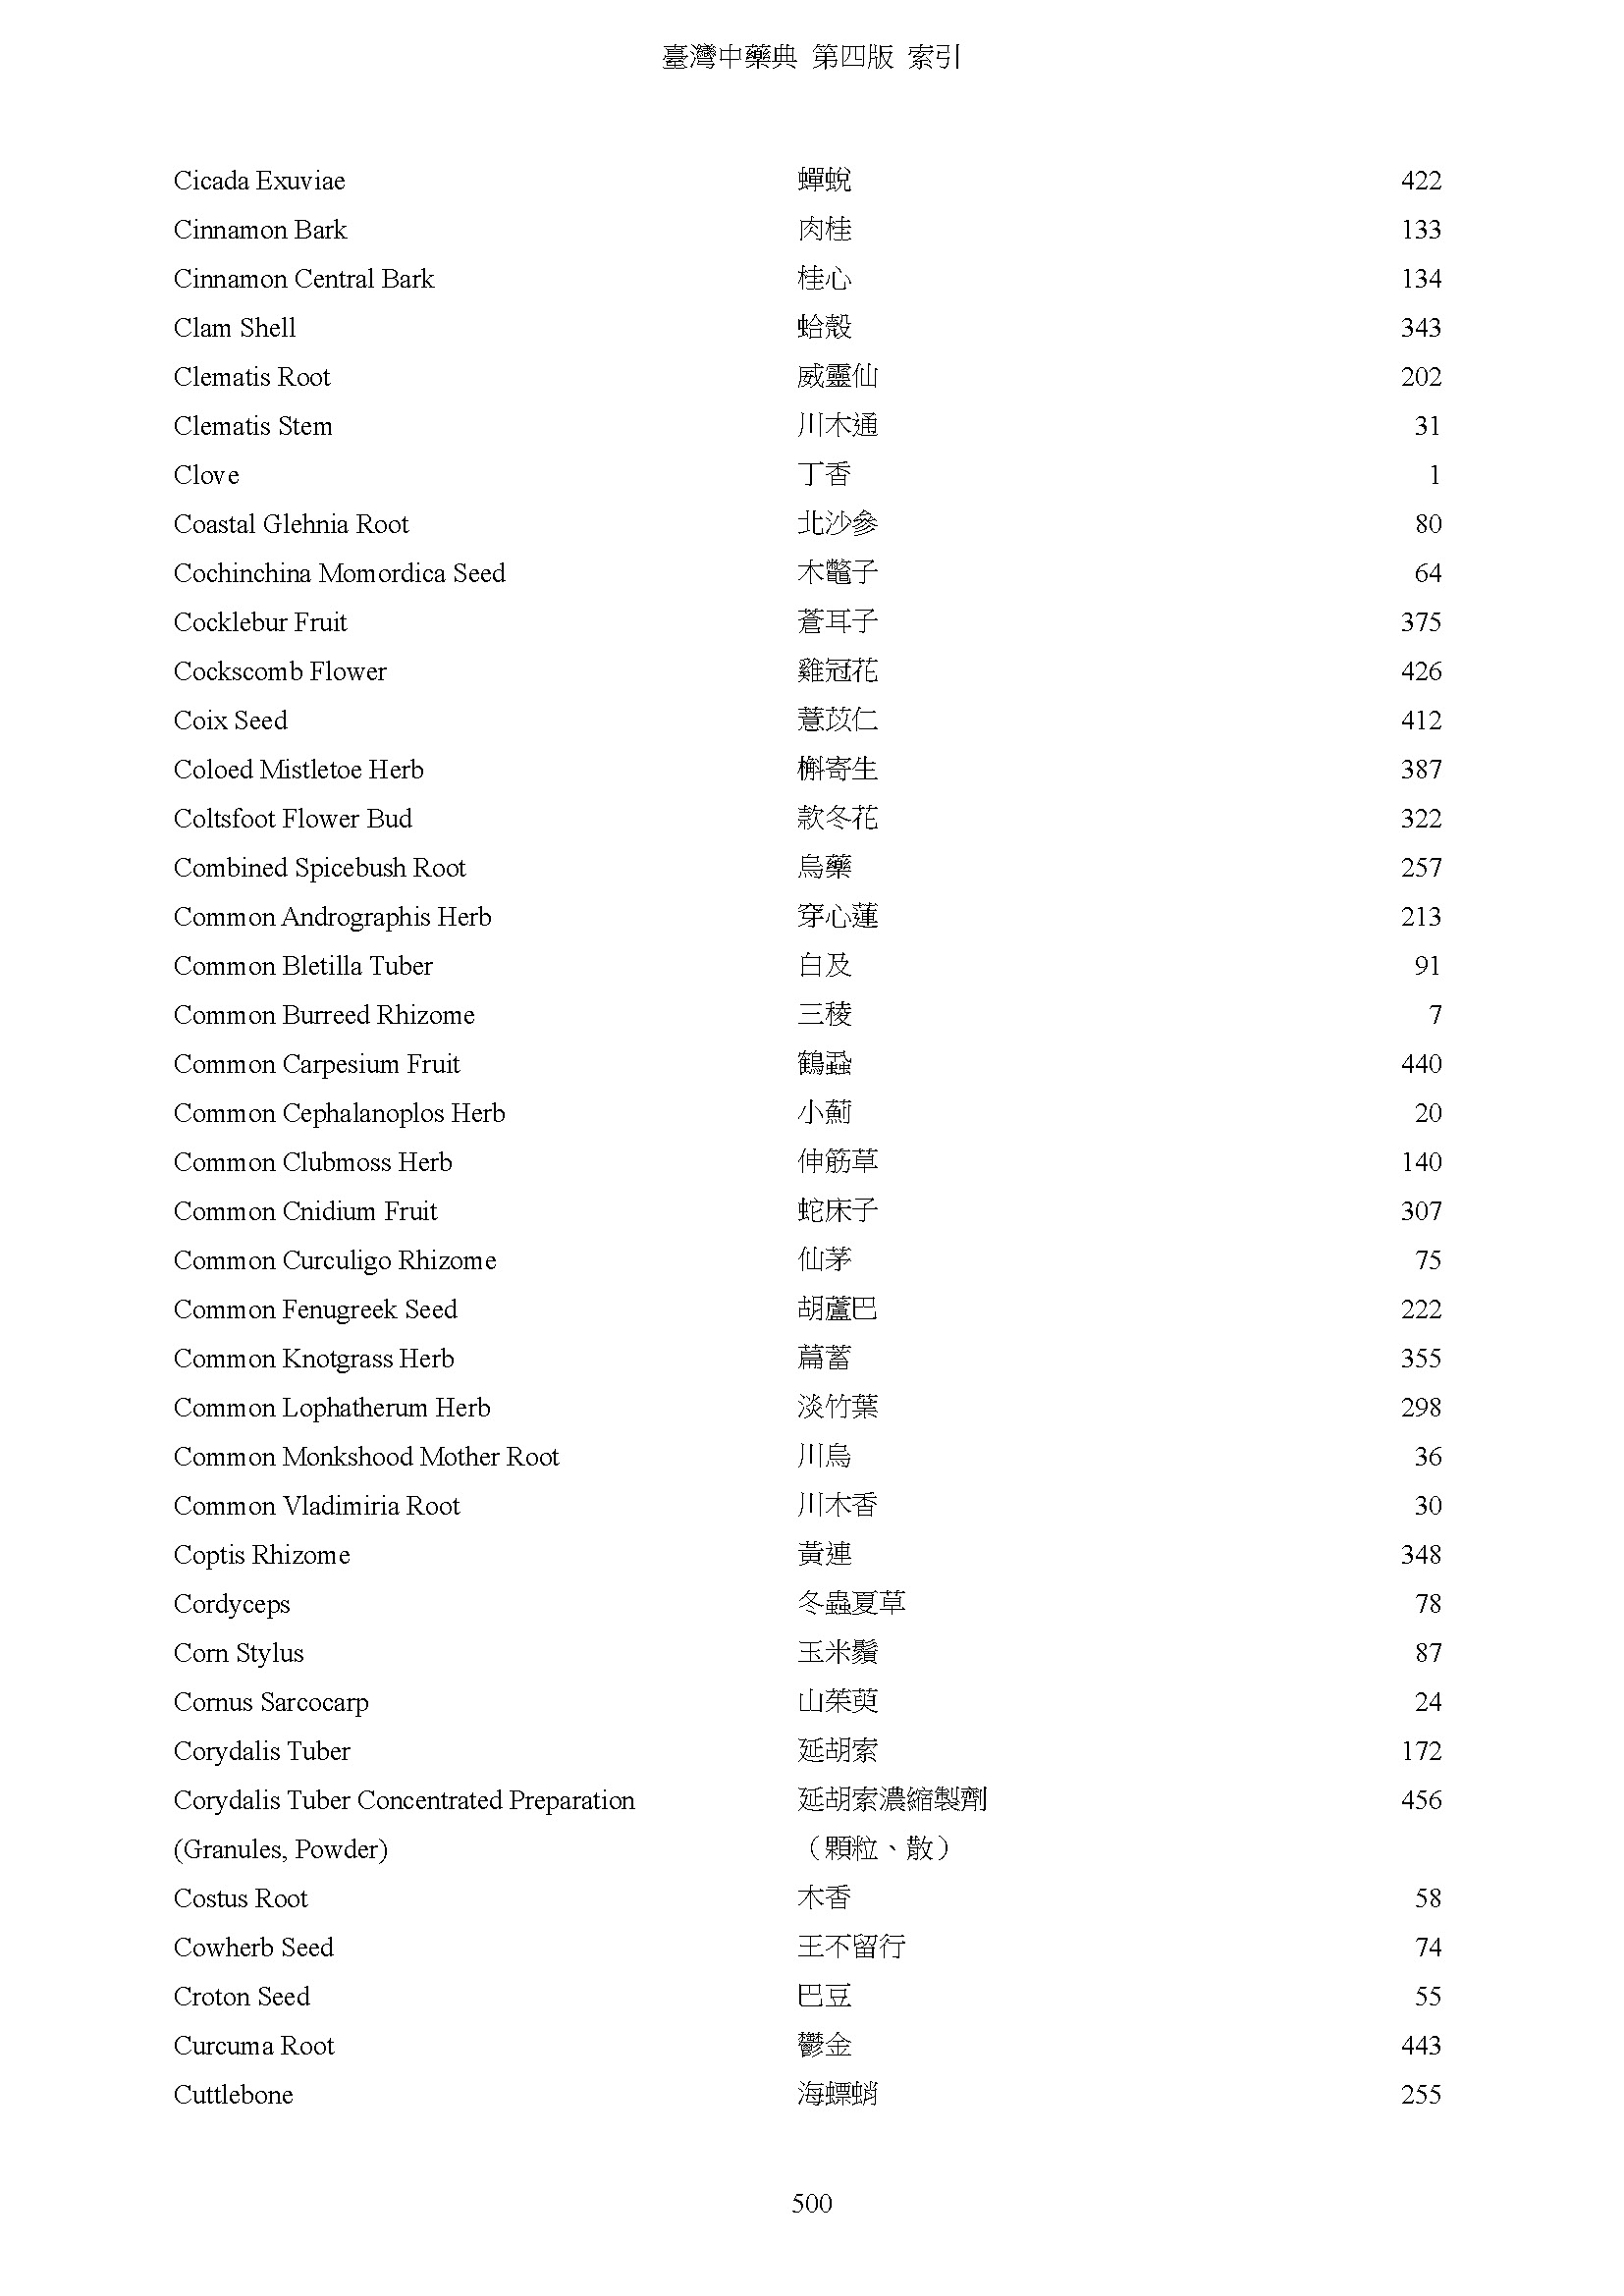 臺灣中藥典 第四版 索引
Cicada Exuviae 蟬蛻 422
Cinnamon Bark 肉桂 133
Cinnamon Central Bark 桂心 134
Clam Shell 蛤殼 343
Clematis Root 威靈仙 202
Clematis Stem 川木通 31
Clove 丁香 1
Coastal Glehnia Root 北沙參 80
Cochinchina Momordica Seed 木鼈子 64
Cocklebur Fruit 蒼耳子 375
Cockscomb Flower 雞冠花 426
Coix Seed 薏苡仁 412
Coloed Mistletoe Herb 槲寄生 387
Coltsfoot Flower Bud 款冬花 322
Combined Spicebush Root 烏藥 257
Common Andrographis Herb 穿心蓮 213
Common Bletilla Tuber 白及 91
Common Burreed Rhizome 三稜 7
Common Carpesium Fruit 鶴蝨 440
Common Cephalanoplos Herb 小薊 20
Common Clubmoss Herb 伸筋草 140
Common Cnidium Fruit 蛇床子 307
Common Curculigo Rhizome 仙茅 75
Common Fenugreek Seed 胡蘆巴 222
Common Knotgrass Herb 萹蓄 355
Common Lophatherum Herb 淡竹葉 298
Common Monkshood Mother Root 川烏 36
Common Vladimiria Root 川木香 30
Coptis Rhizome 黃連 348
Cordyceps 冬蟲夏草 78
Corn Stylus 玉米鬚 87
Cornus Sarcocarp 山茱萸 24
Corydalis Tuber 延胡索 172
Corydalis Tuber Concentrated Preparation 延胡索濃縮製劑 456
(Granules, Powder) （顆粒、散）
Costus Root 木香 58
Cowherb Seed 王不留行 74
Croton Seed 巴豆 55
Curcuma Root 鬱金 443
Cuttlebone 海螵蛸 255
500